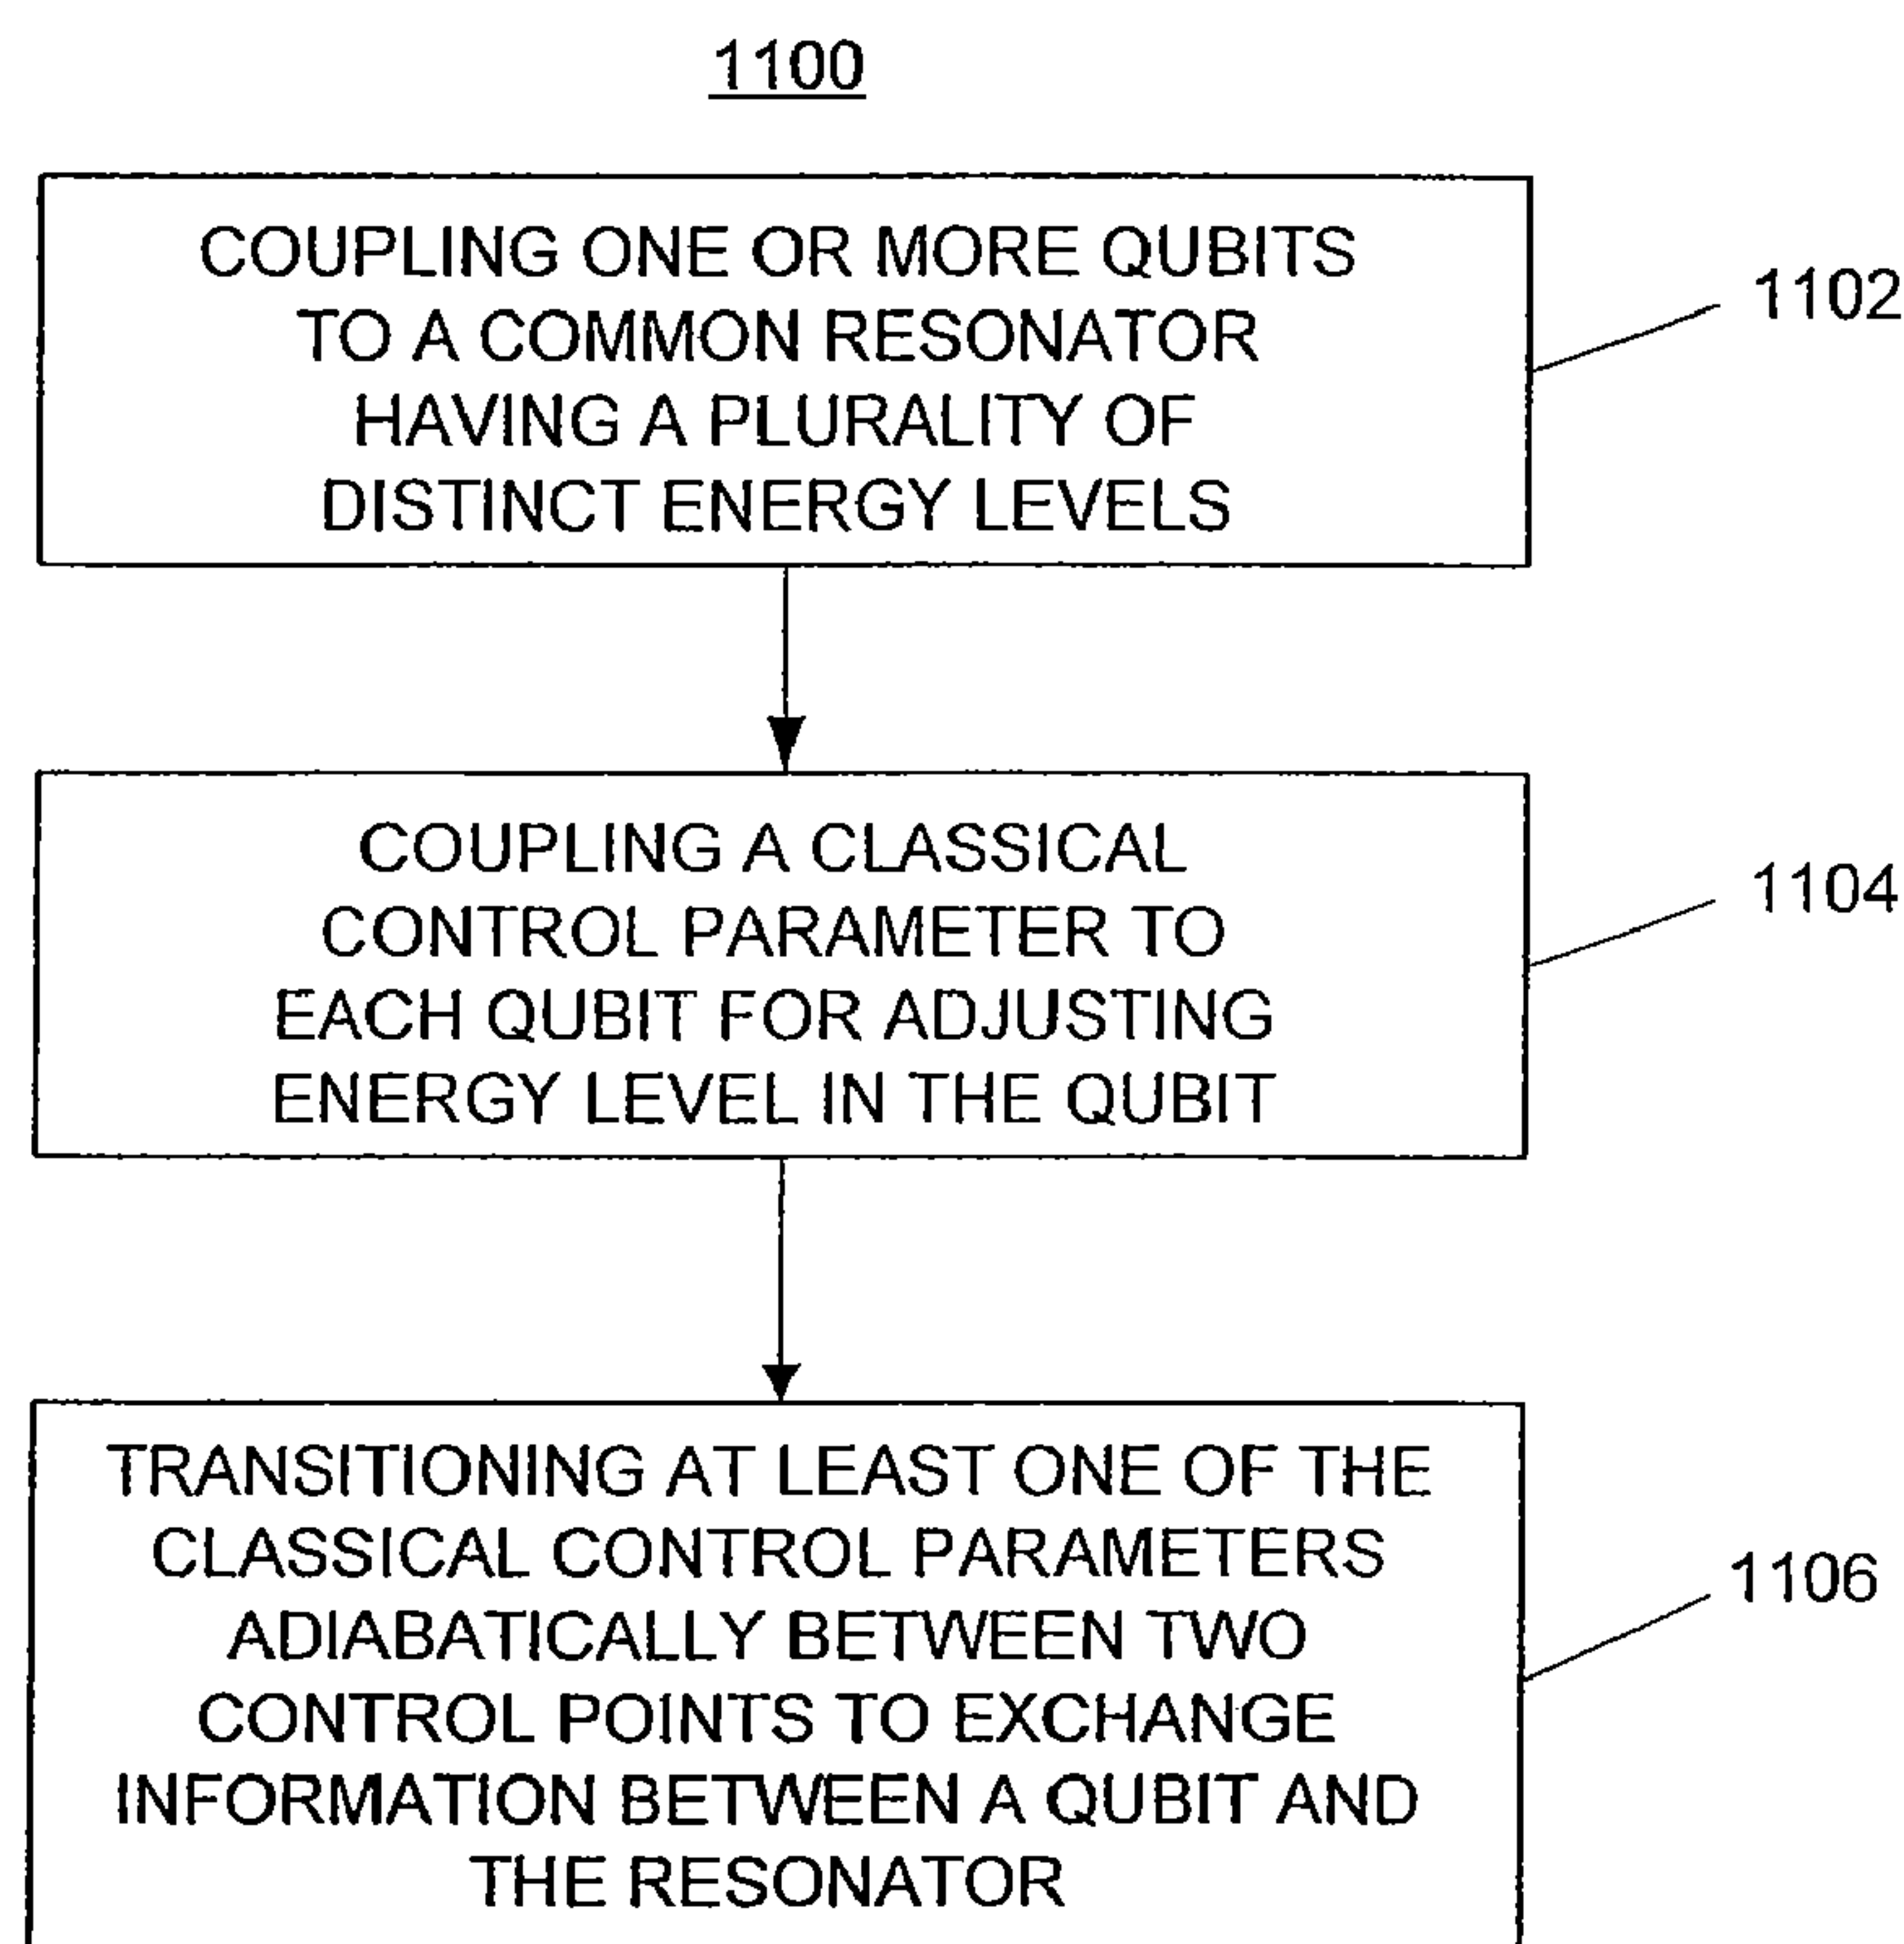 1100
COUPLING ONE OR MORE QUBITS
TO A COMMON RESONATOR
HAVING A PLURALITY OF
DISTINCT ENERGY LEVELS
1102
COUPLING A CLASSICAL
CONTROL PARAMETER TO
EACH QUBIT FOR ADJUSTING
ENERGY LEVEL IN THE QUBIT
1104
TRANSITIONING AT LEAST ONE OF THE
CLASSICAL CONTROL PARAMETERS
ADIABATICALLY BETWEEN TWO
CONTROL POINTS TO EXCHANGE
INFORMATION BETWEEN A QUBIT AND
THE RESONATOR
1106